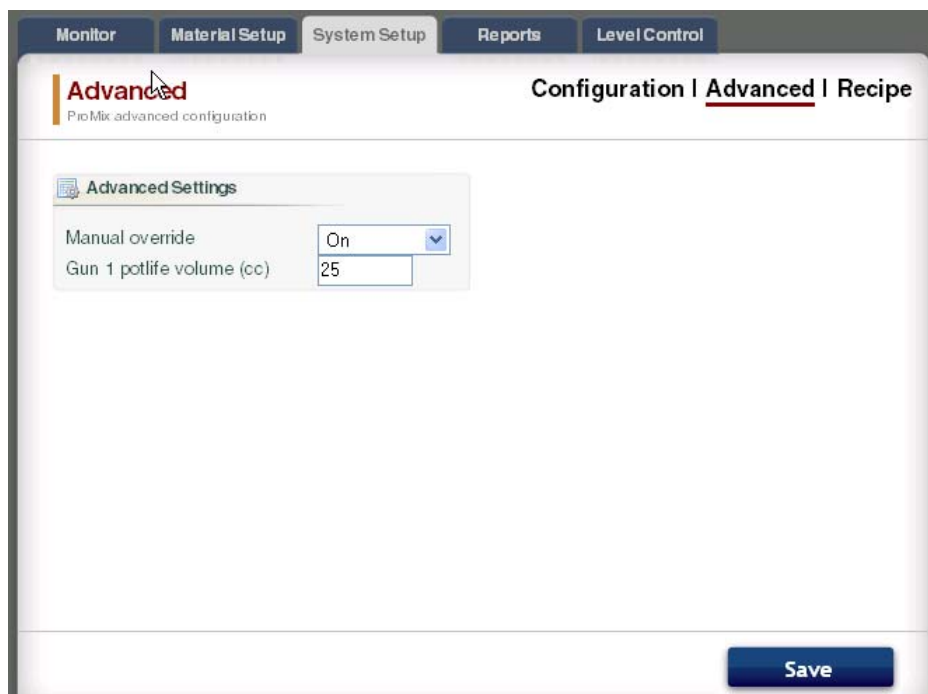 Monitor Material Setup System Setup Reports Level Control
Advanced
ProMix advanced configuration
Configuration | Advanced | Recipe
Advanced Settings
Manual override On
Gun 1 potlife volume (cc) 25
Save